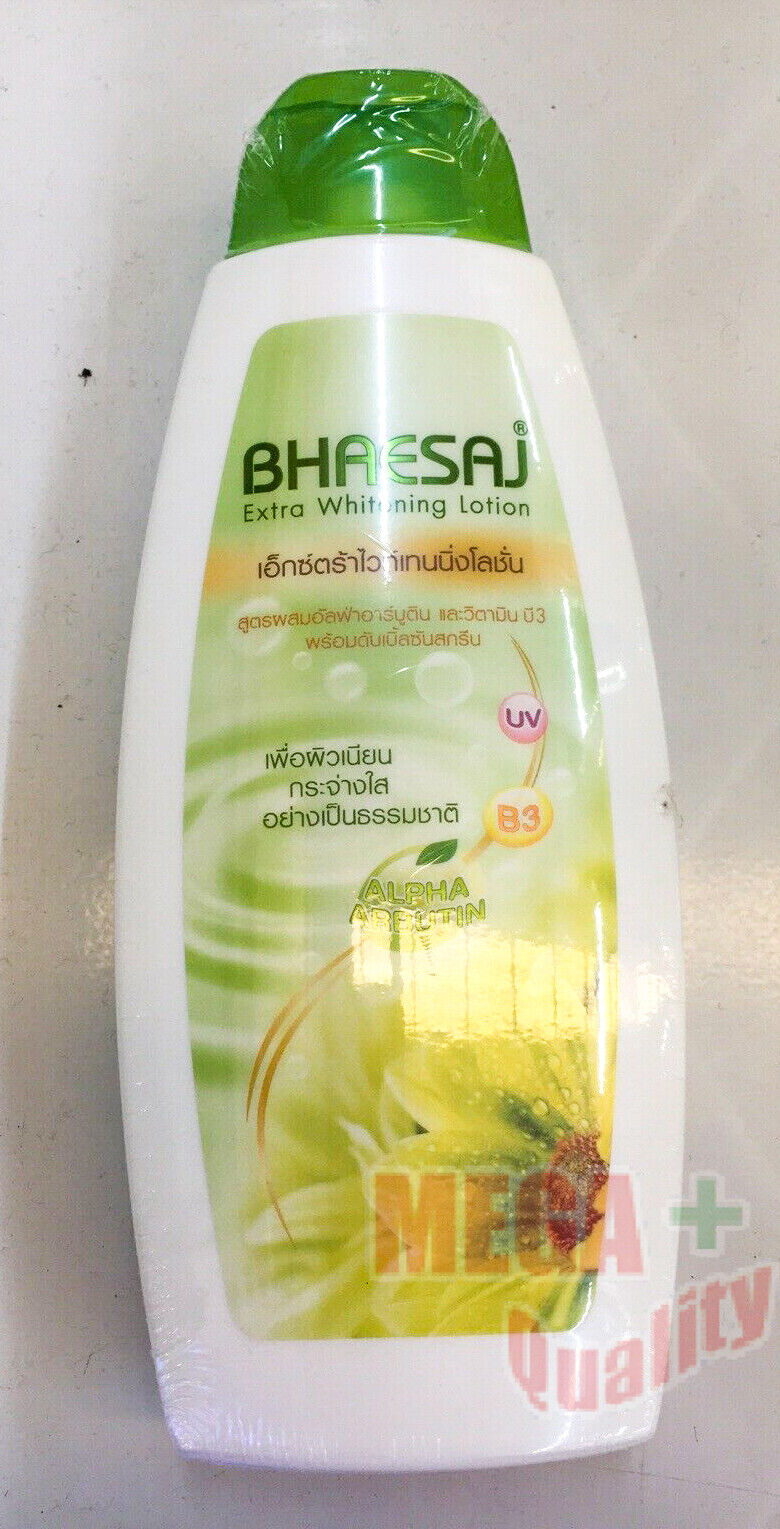 BHAESAJ®
Extra Whitening Lotion
เอ็กซ์ตร้าไวท์เทนนิ่งโลชั่น
สูตรผสมอัลฟ่าอาร์บูติน และวิตามิน บี3
พร้อมดับเบิ้ลซันสกรีน
UV
เพื่อผิวเนียน
กระจ่างใส
อย่างเป็นธรรมชาติ
B3
ALPHA
ARBUTIN
MEGA +
Quality